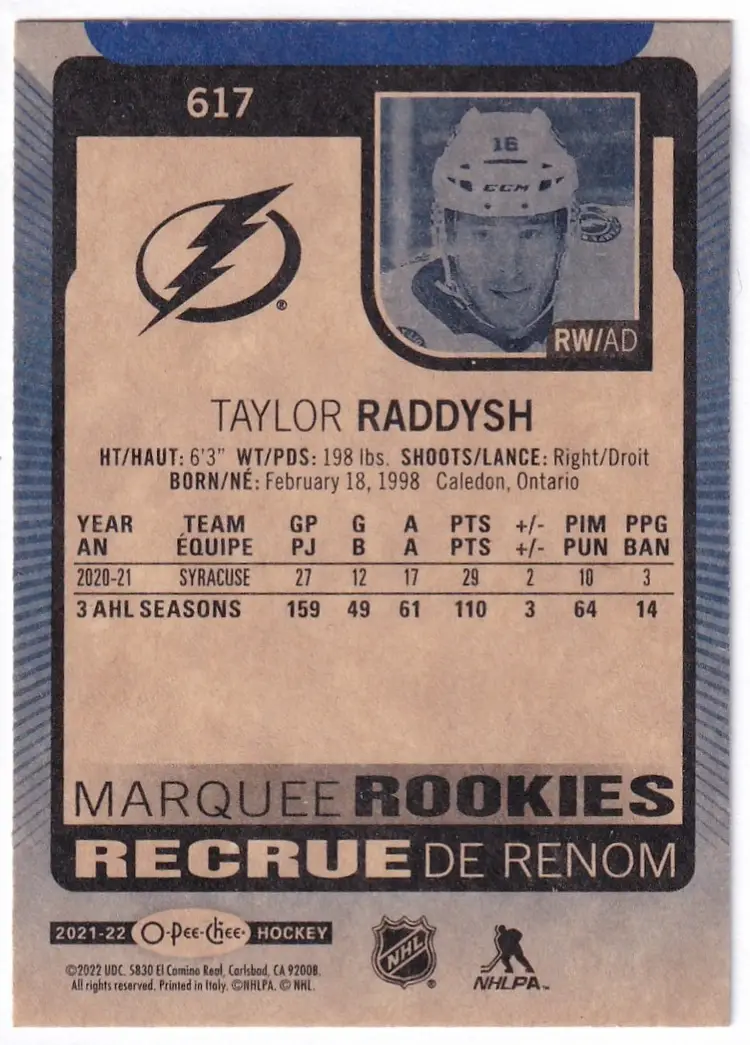 617
16
CCM
®
RW/AD
TAYLOR RADDYSH
HT/HAUT: 6'3" WT/PDS: 198 lbs. SHOOTS/LANCE: Right/Droit
BORN/NÉ: February 18, 1998 Caledon, Ontario
YEAR TEAM GP G A PTS +/- PIM PPG
AN ÉQUIPE PJ B A PTS +/- PUN BAN
2020-21 SYRACUSE 27 12 17 29 2 10 3
3 AHL SEASONS 159 49 61 110 3 64 14
MARQUEE ROOKIES
RECRUE DE RENOM
2021-22 O-Pee-Chee HOCKEY
©2022 UDC. 5830 El Camino Real, Carlsbad, CA 92008.
All rights reserved. Printed in Italy. ©NHLPA. © NHL.
NHL ®
NHLPA™